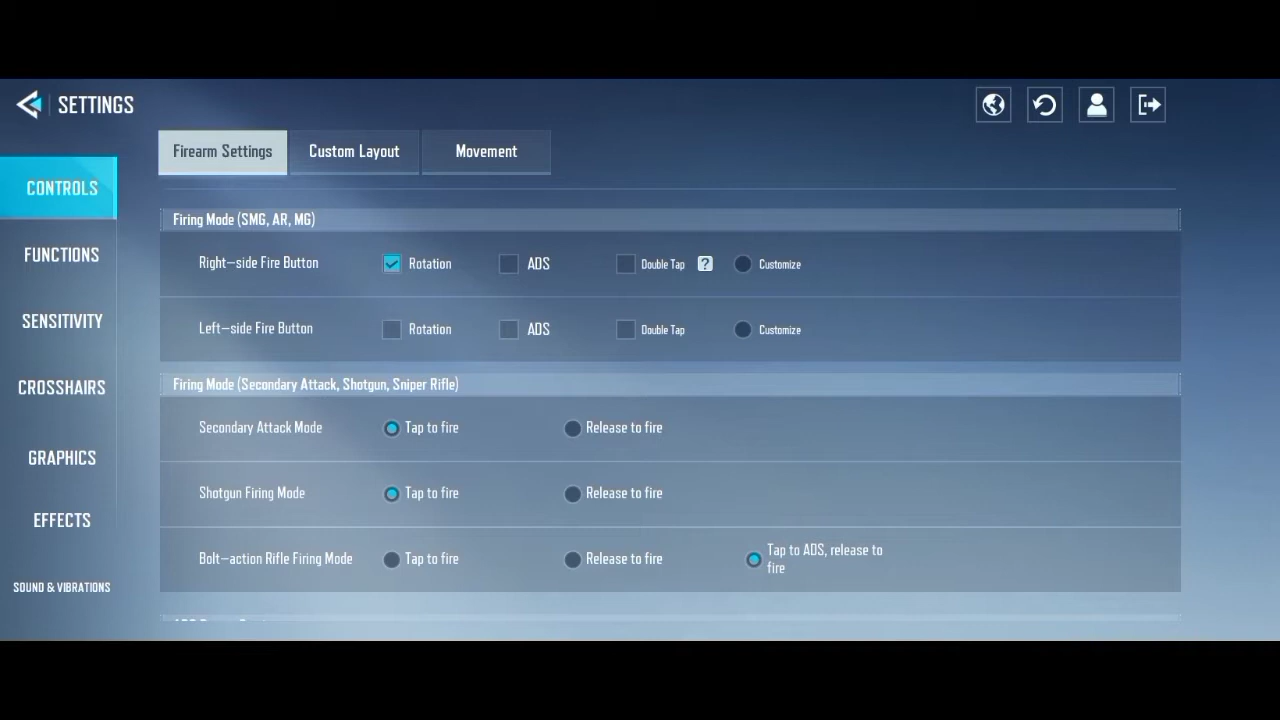 SETTINGS
Firearm Settings
Custom Layout
Movement
CONTROLS
FUNCTIONS
SENSITIVITY
CROSSHAIRS
GRAPHICS
EFFECTS
SOUND & VIBRATIONS
Firing Mode (SMG, AR, MG)
Right-side Fire Button
Rotation
ADS
Double Tap
?
Customize
Left-side Fire Button
Rotation
ADS
Double Tap
Customize
Firing Mode (Secondary Attack, Shotgun, Sniper Rifle)
Secondary Attack Mode
Tap to fire
Release to fire
Shotgun Firing Mode
Tap to fire
Release to fire
Bolt-action Rifle Firing Mode
Tap to fire
Release to fire
Tap to ADS, release to
fire